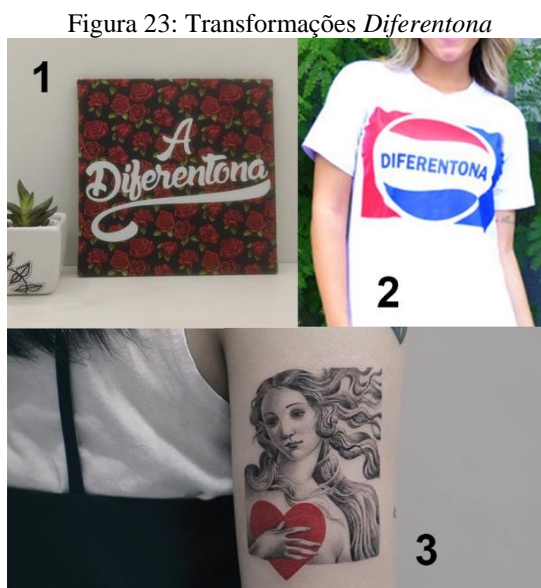 Figura 23: Transformações Diferentona
1
A
Diferentona
DIFERENTONA
2
3